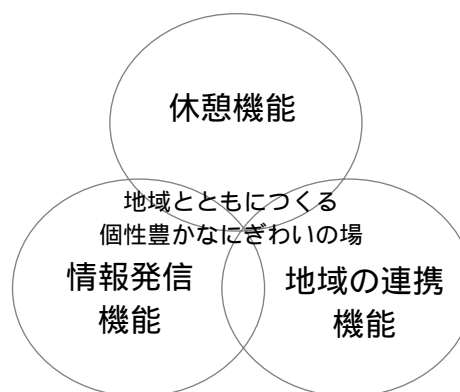 休憩機能
地域とともにつくる
個性豊かなにぎわいの場
情報発信
機能
地域の連携
機能